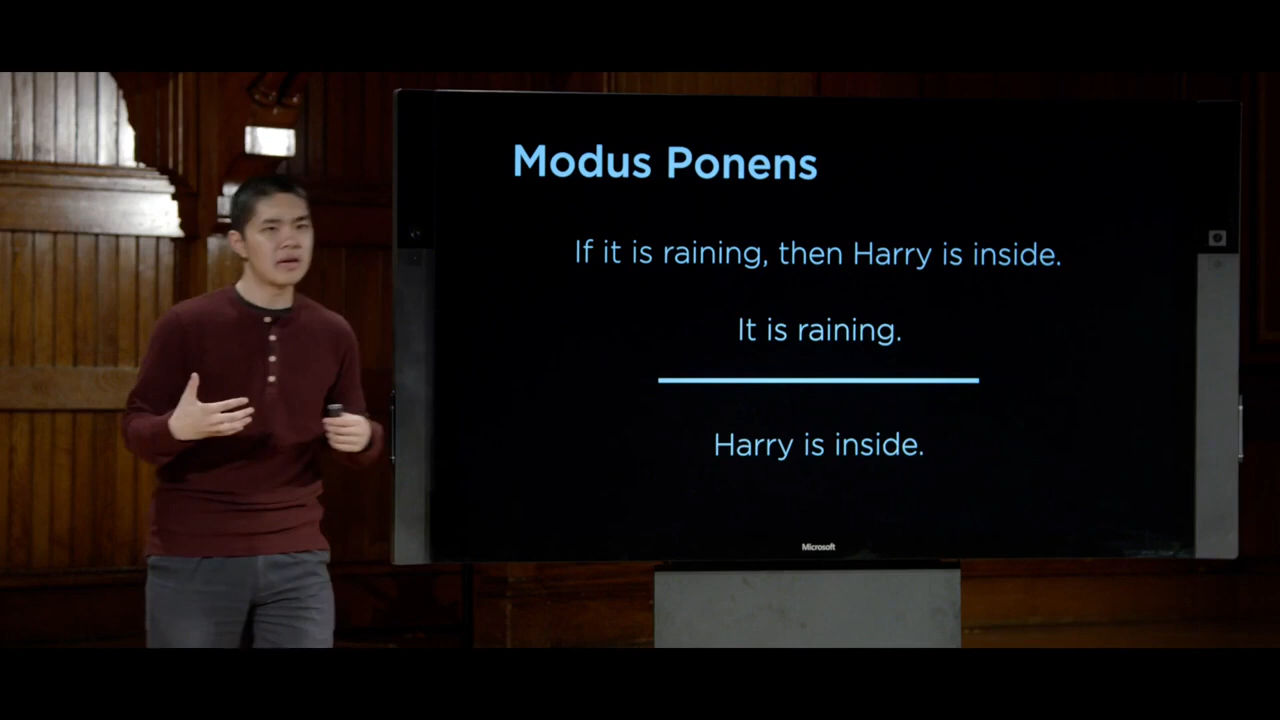 Modus Ponens
If it is raining, then Harry is inside.
It is raining.
Harry is inside.
Microsoft